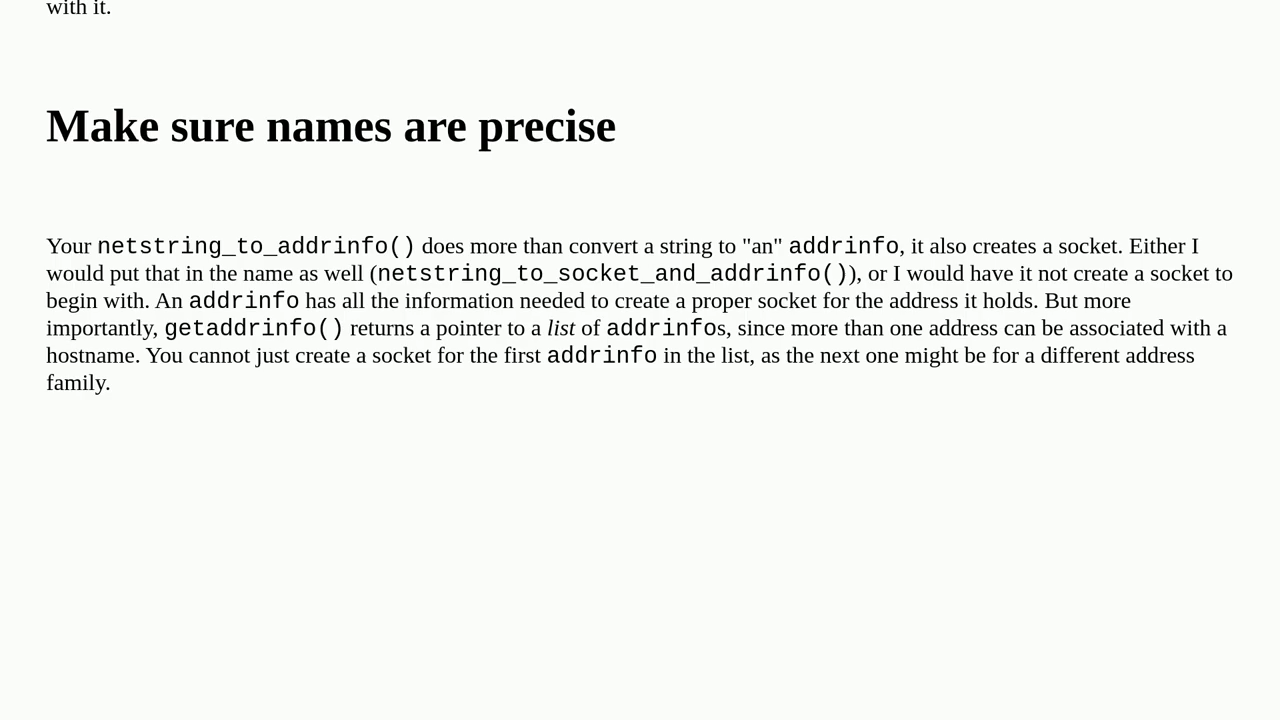 with it.
Make sure names are precise
Your netstring_to_addrinfo() does more than convert a string to "an" addrinfo, it also creates a socket. Either I
would put that in the name as well (netstring_to_socket_and_addrinfo()), or I would have it not create a socket to
begin with. An addrinfo has all the information needed to create a proper socket for the address it holds. But more
importantly, getaddrinfo() returns a pointer to a list of addrinfos, since more than one address can be associated with a
hostname. You cannot just create a socket for the first addrinfo in the list, as the next one might be for a different address
family.